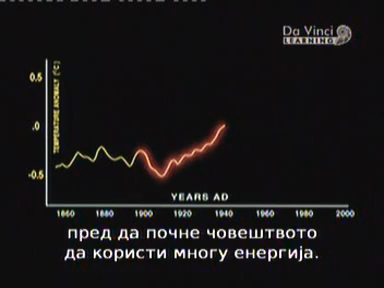 Da Vinci
LEARNING
0.5
.0
-0.5
TEMPERATURE ANOMALY (°C)
YEARS AD
1860 1880 1900 1920 1940 1960 1980 2000
пред да почне човештвото
да користи многу енергија.